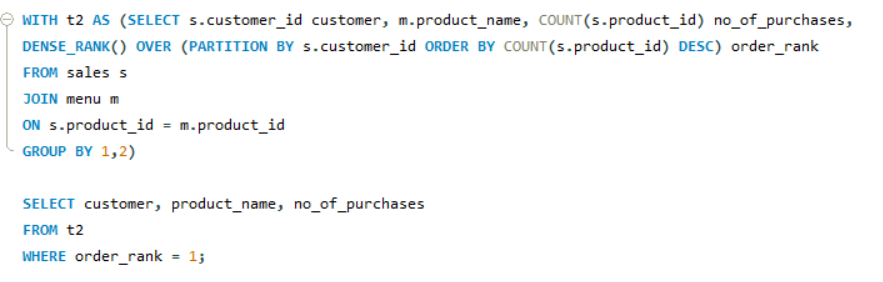 WITH t2 AS (SELECT s.customer_id customer, m.product_name, COUNT(s.product_id) no_of_purchases,
DENSE_RANK() OVER (PARTITION BY s.customer_id ORDER BY COUNT(s.product_id) DESC) order_rank
FROM sales s
JOIN menu m
ON s.product_id = m.product_id
GROUP BY 1,2)
SELECT customer, product_name, no_of_purchases
FROM t2
WHERE order_rank = 1;